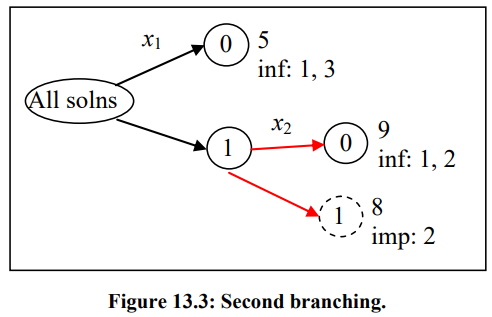 x1
0 5
inf: 1, 3
All solns
x2
1
0 9
inf: 1, 2
1 8
imp: 2
Figure 13.3: Second branching.